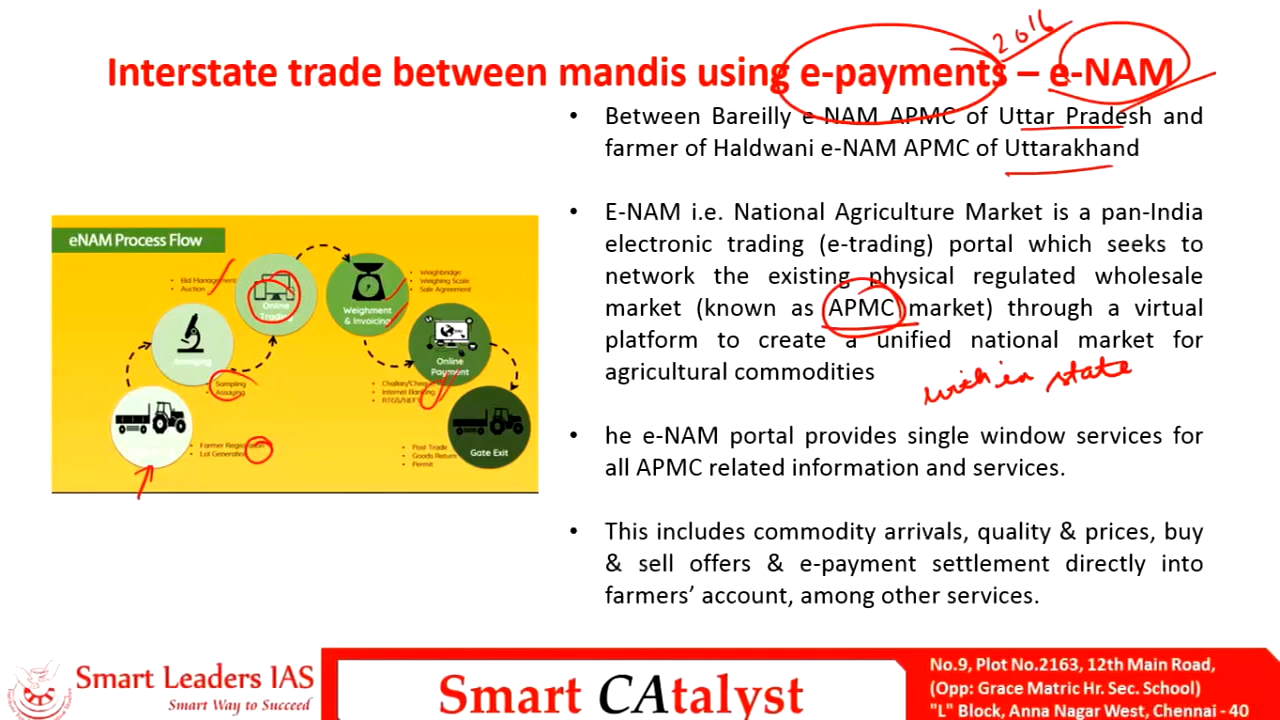 2016
Interstate trade between mandis using e-payments – e-NAM
• Between Bareilly e NAM APMC of Uttar Pradesh and
farmer of Haldwani e-NAM APMC of Uttarakhand
• E-NAM i.e. National Agriculture Market is a pan-India
electronic trading (e-trading) portal which seeks to
network the existing physical regulated wholesale
market (known as APMC market) through a virtual
platform to create a unified national market for
agricultural commodities
with in state
• he e-NAM portal provides single window services for
all APMC related information and services.
• This includes commodity arrivals, quality & prices, buy
& sell offers & e-payment settlement directly into
farmers’ account, among other services.
eNAM Process Flow
• Bid Management
• Auction
Online
Trading
Weighment
& Invoicing
• Weighbridge
• Weighing Scale
• Sale Agreement
Assaying
• Sampling
• Assaying
Online
Payment
• Internet Banking
• Farmer Registration
• Lot Generation
• Post Trade
• Goods Return
• Permit
Gate Exit
Smart Leaders IAS
Smart Way to Succeed
Smart CAtalyst
No.9, Plot No.2163, 12th Main Road,
(Opp: Grace Matric Hr. Sec. School)
"L" Block, Anna Nagar West, Chennai - 40